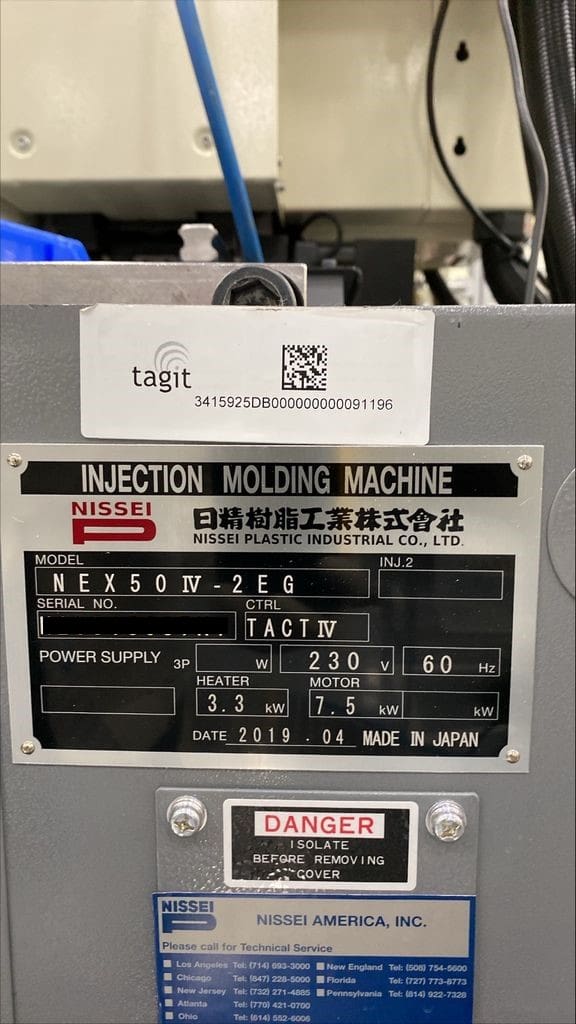 tagit
3415925DB000000000091196
INJECTION MOLDING MACHINE
NISSEI
日精樹脂工業株式會社
NISSEI PLASTIC INDUSTRIAL CO., LTD.
MODEL
INJ.2
NEX50Ⅳ-2EG
SERIAL NO.
CTRL
TACTⅣ
POWER SUPPLY 3P W 230 V 60 Hz
HEATER MOTOR
3.3 kW 7.5 kW kW
DATE 2019 . 04 MADE IN JAPAN
DANGER
ISOLATE
BEFORE REMOVING
COVER
NISSEI
NISSEI AMERICA, INC.
Please call for Technical Service
Los Angeles Tel: (714) 693-3000 New England Tel: (508) 754-5600
Chicago Tel: (847) 228-5000 Florida Tel: (727) 773-8773
New Jersey Tel: (732) 271-4885 Pennsylvania Tel: (814) 922-7328
Atlanta Tel: (770) 421-0700
Ohio Tel: (614) 552-6006